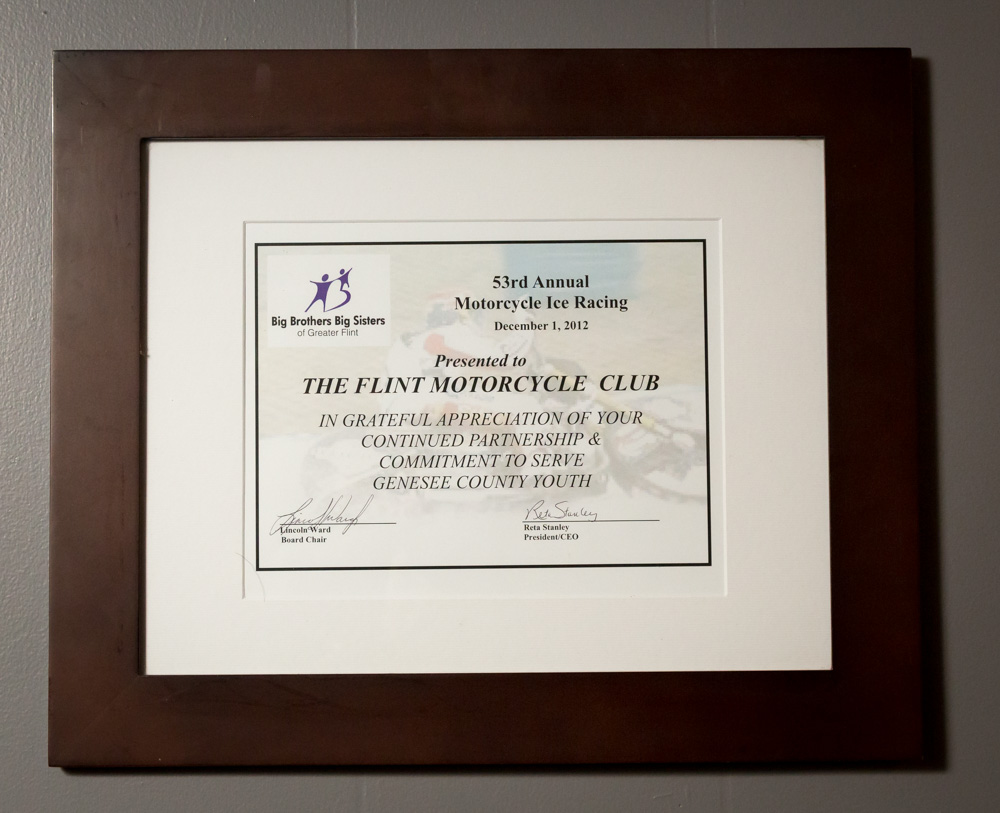 Big Brothers Big Sisters
of Greater Flint
53rd Annual
Motorcycle Ice Racing
December 1, 2012
Presented to
THE FLINT MOTORCYCLE CLUB
IN GRATEFUL APPRECIATION OF YOUR
CONTINUED PARTNERSHIP &
COMMITMENT TO SERVE
GENESEE COUNTY YOUTH
Lincoln Ward
Board Chair
Reta Stanley
Reta Stanley
President/CEO